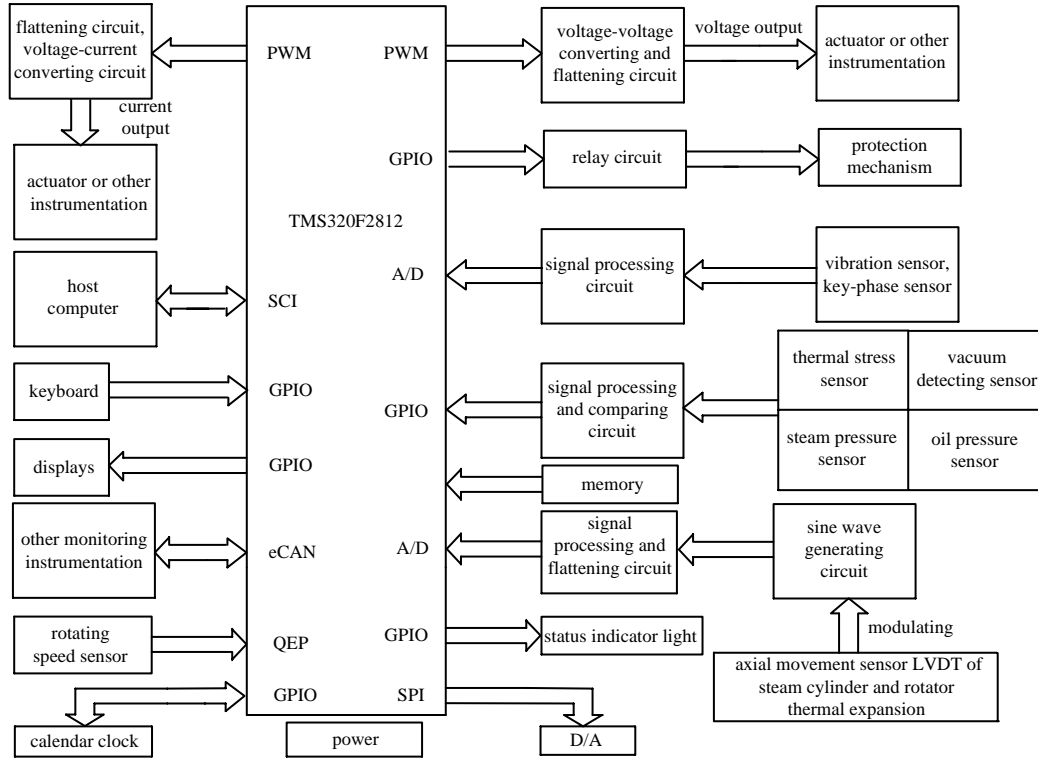 flattening circuit,
voltage-current
converting circuit
PWM
PWM
voltage-voltage
converting and
flattening circuit
voltage output
actuator or other
instrumentation
current
output
actuator or other
instrumentation
GPIO
relay circuit
protection
mechanism
TMS320F2812
host
computer
SCI
A/D
signal processing
circuit
vibration sensor,
key-phase sensor
keyboard
GPIO
GPIO
signal processing
and comparing
circuit
thermal stress
sensor
vacuum
detecting sensor
steam pressure
sensor
oil pressure
sensor
displays
GPIO
memory
other monitoring
instrumentation
eCAN
A/D
signal
processing and
flattening circuit
sine wave
generating
circuit
rotating
speed sensor
QEP
GPIO
status indicator light
modulating
axial movement sensor LVDT of
steam cylinder and rotator
thermal expansion
GPIO
SPI
calendar clock
power
D/A